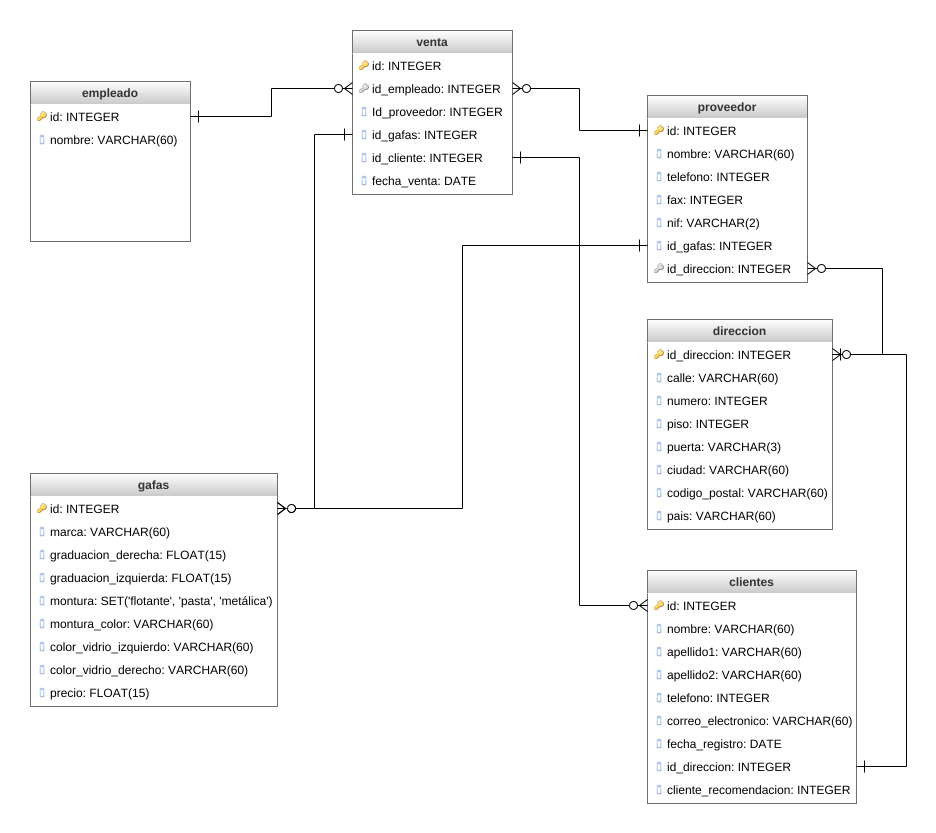 venta
id: INTEGER
id_empleado: INTEGER
Id_proveedor: INTEGER
id_gafas: INTEGER
id_cliente: INTEGER
fecha_venta: DATE
empleado
id: INTEGER
nombre: VARCHAR(60)
proveedor
id: INTEGER
nombre: VARCHAR(60)
telefono: INTEGER
fax: INTEGER
nif: VARCHAR(2)
id_gafas: INTEGER
id_direccion: INTEGER
direccion
id_direccion: INTEGER
calle: VARCHAR(60)
numero: INTEGER
piso: INTEGER
puerta: VARCHAR(3)
ciudad: VARCHAR(60)
codigo_postal: VARCHAR(60)
pais: VARCHAR(60)
gafas
id: INTEGER
marca: VARCHAR(60)
graduacion_derecha: FLOAT(15)
graduacion_izquierda: FLOAT(15)
montura: SET('flotante', 'pasta', 'metálica')
montura_color: VARCHAR(60)
color_vidrio_izquierdo: VARCHAR(60)
color_vidrio_derecho: VARCHAR(60)
precio: FLOAT(15)
clientes
id: INTEGER
nombre: VARCHAR(60)
apellido1: VARCHAR(60)
apellido2: VARCHAR(60)
telefono: INTEGER
correo_electronico: VARCHAR(60)
fecha_registro: DATE
id_direccion: INTEGER
cliente_recomendacion: INTEGER